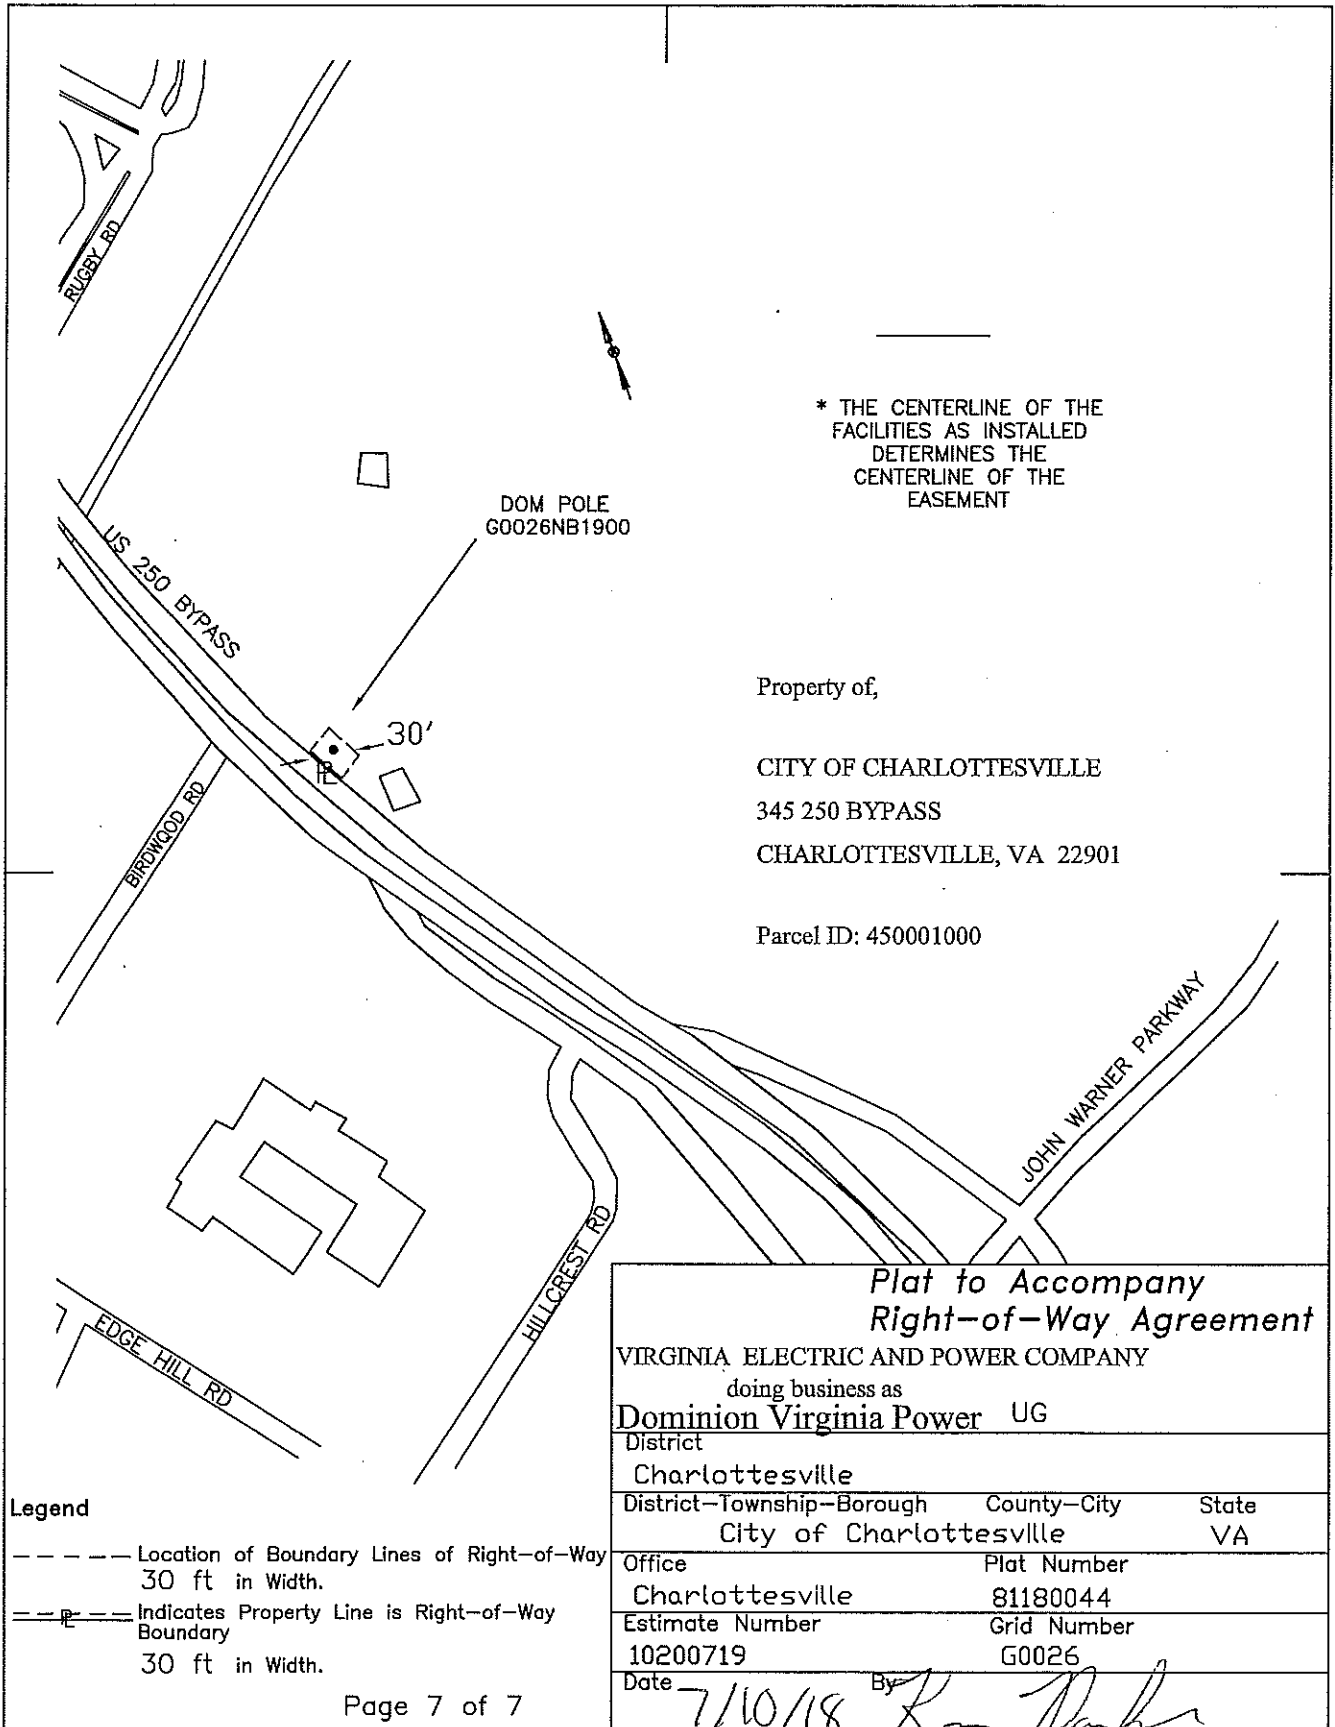 RUGBY RD
* THE CENTERLINE OF THE
FACILITIES AS INSTALLED
DETERMINES THE
CENTERLINE OF THE
EASEMENT
DOM POLE
G0026NB1900
US 250 BYPASS
30'
PL
Property of,
CITY OF CHARLOTTESVILLE
345 250 BYPASS
CHARLOTTESVILLE, VA 22901
Parcel ID: 450001000
BIRDWOOD RD
JOHN WARNER PARKWAY
HILLCREST RD
EDGE HILL RD
Plat to Accompany
Right-of-Way Agreement
VIRGINIA ELECTRIC AND POWER COMPANY
doing business as
Dominion Virginia Power UG
District
Charlottesville
District-Township-Borough County-City State
City of Charlottesville VA
Office Plat Number
Charlottesville 81180044
Estimate Number Grid Number
10200719 G0026
Date 7/10/18 By
Legend
Location of Boundary Lines of Right-of-Way
30 ft in Width.
PL Indicates Property Line is Right-of-Way
Boundary
30 ft in Width.
Page 7 of 7